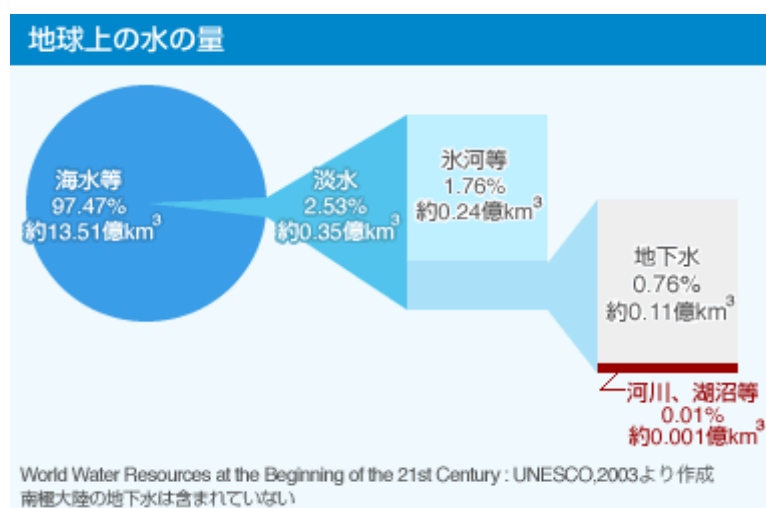 地球上の水の量
海水等
97.47%
約13.51億km³
淡水
2.53%
約0.35億km³
氷河等
1.76%
約0.24億km³
地下水
0.76%
約0.11億km³
河川、湖沼等
0.01%
約0.001億km³
World Water Resources at the Beginning of the 21st Century : UNESCO,2003より作成
南極大陸の地下水は含まれていない